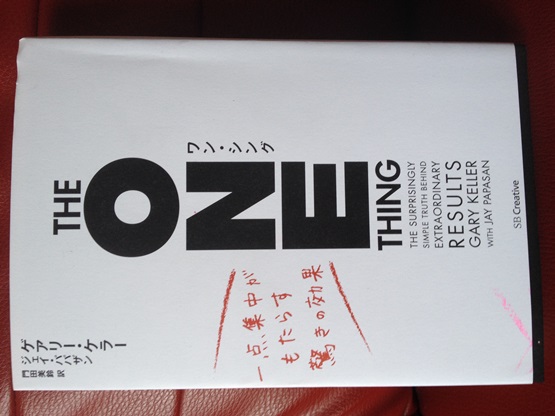 THE
ONE
THING
ワン・シング
THE SURPRISINGLY
SIMPLE TRUTH BEHIND
EXTRAORDINARY
RESULTS
GARY KELLER
WITH JAY PAPASAN
SB Creative
一点集中が
もたらす
驚きの効果
ゲアリー・ケラー
ジェイ・パパザン
門田美鈴 訳